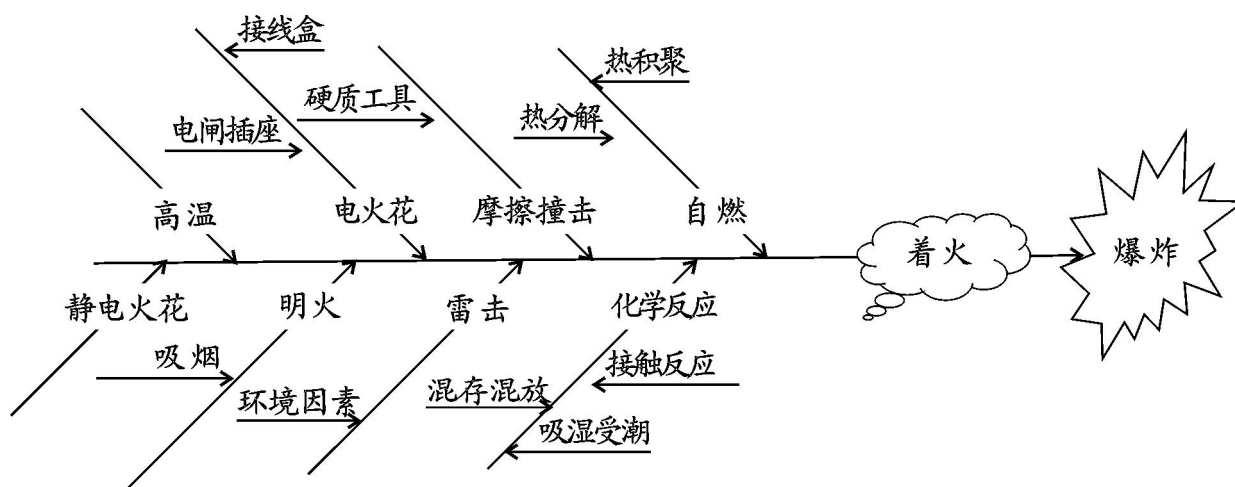 接线盒
热积聚
硬质工具
热分解
电闸插座
高温
电火花
摩擦撞击
自燃
着火
爆炸
静电火花
明火
雷击
化学反应
吸烟
接触反应
环境因素
混存混放
吸湿受潮